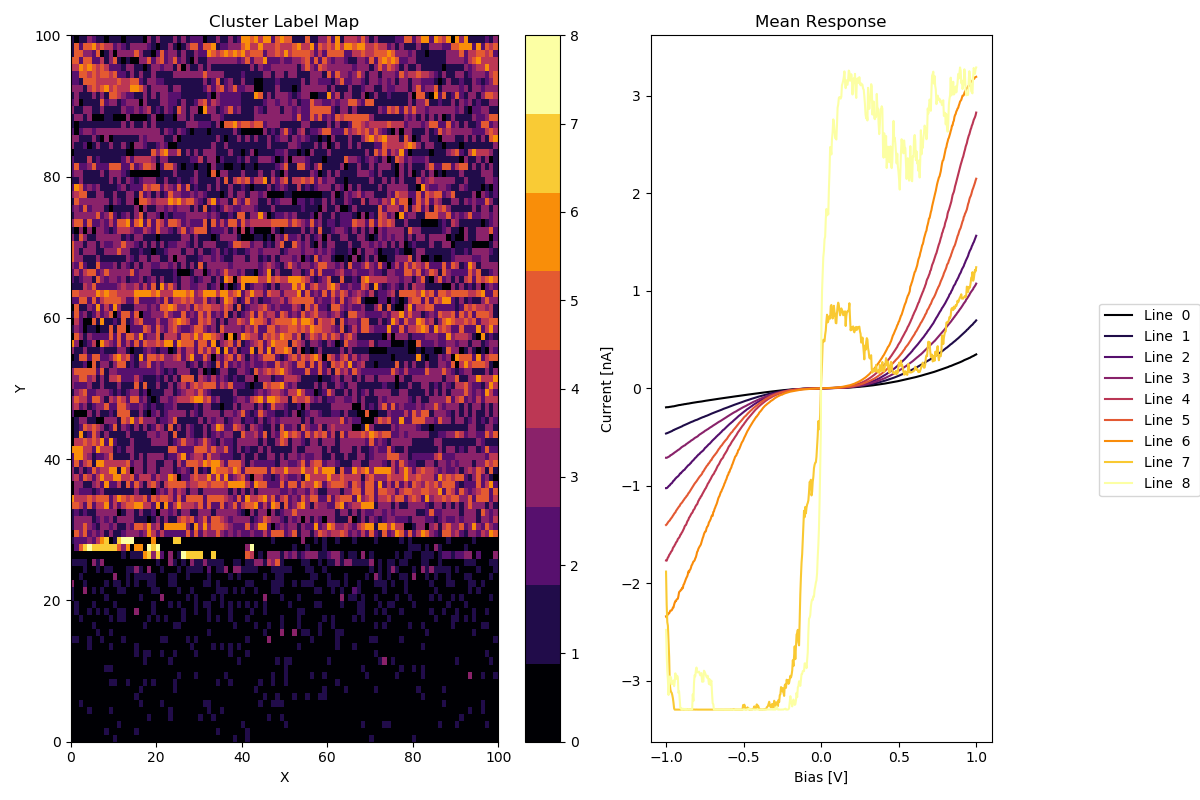 Cluster Label Map
100
80
60
40
20
0
Y
0 20 40 60 80 100
X
8
7
6
5
4
3
2
1
0
Mean Response
3
2
1
0
−1
−2
−3
Current [nA]
−1.0 −0.5 0.0 0.5 1.0
Bias [V]
Line 0
Line 1
Line 2
Line 3
Line 4
Line 5
Line 6
Line 7
Line 8